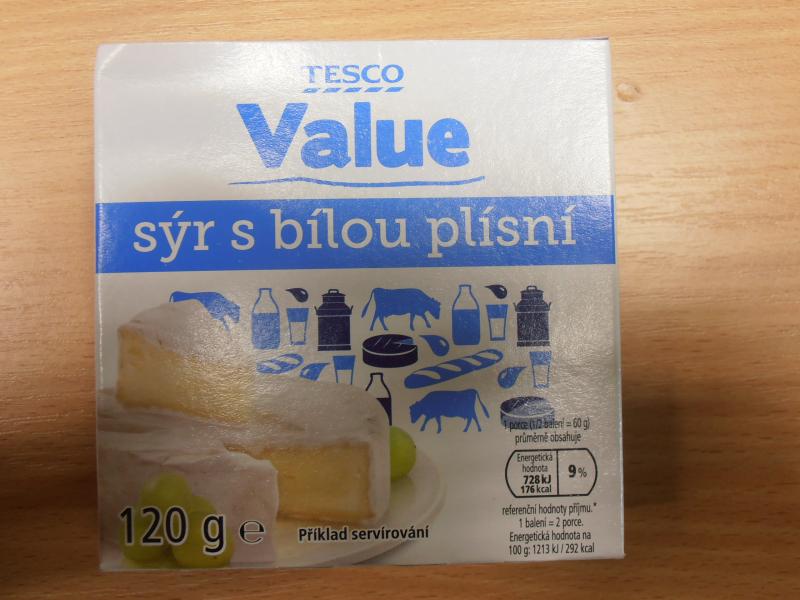 TESCO
Value
sýr s bílou plísní
1 porce (1/2 balení = 60 g)
průměrně obsahuje
Energetická
hodnota
728 kJ
176 kcal
9%
referenční hodnoty příjmu.*
1 balení = 2 porce.
Energetická hodnota na
100 g: 1213 kJ / 292 kcal
120 g e
Příklad servírování